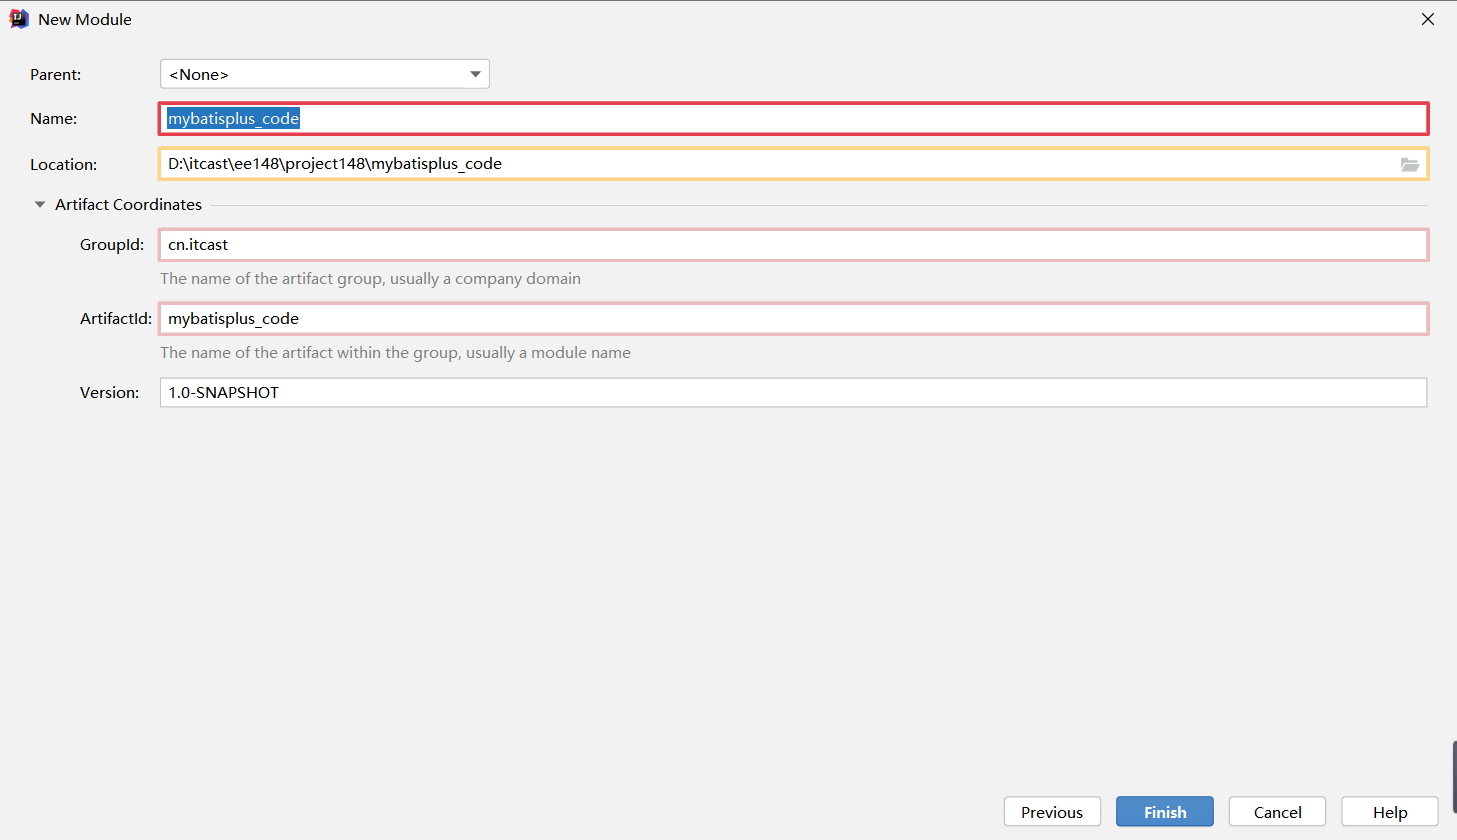 New Module
Parent: <None>
Name: mybatisplus_code
Location: D:\itcast\ee148\project148\mybatisplus_code
Artifact Coordinates
GroupId: cn.itcast
The name of the artifact group, usually a company domain
ArtifactId: mybatisplus_code
The name of the artifact within the group, usually a module name
Version: 1.0-SNAPSHOT
Previous Finish Cancel Help